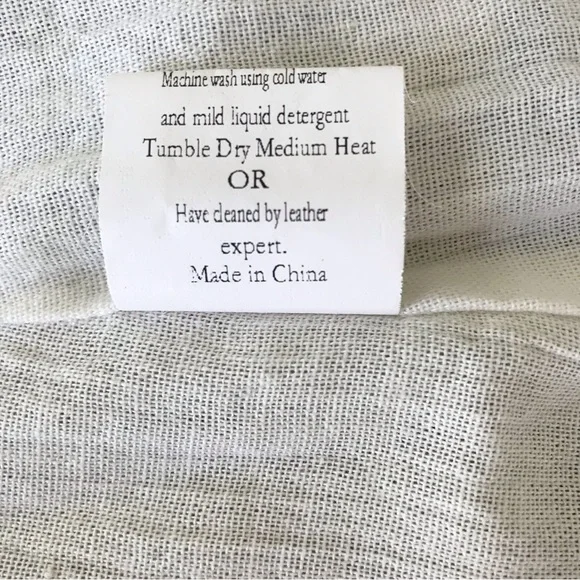 Machine wash using cold water
and mild liquid detergent
Tumble Dry Medium Heat
OR
Have cleaned by leather
expert.
Made in China